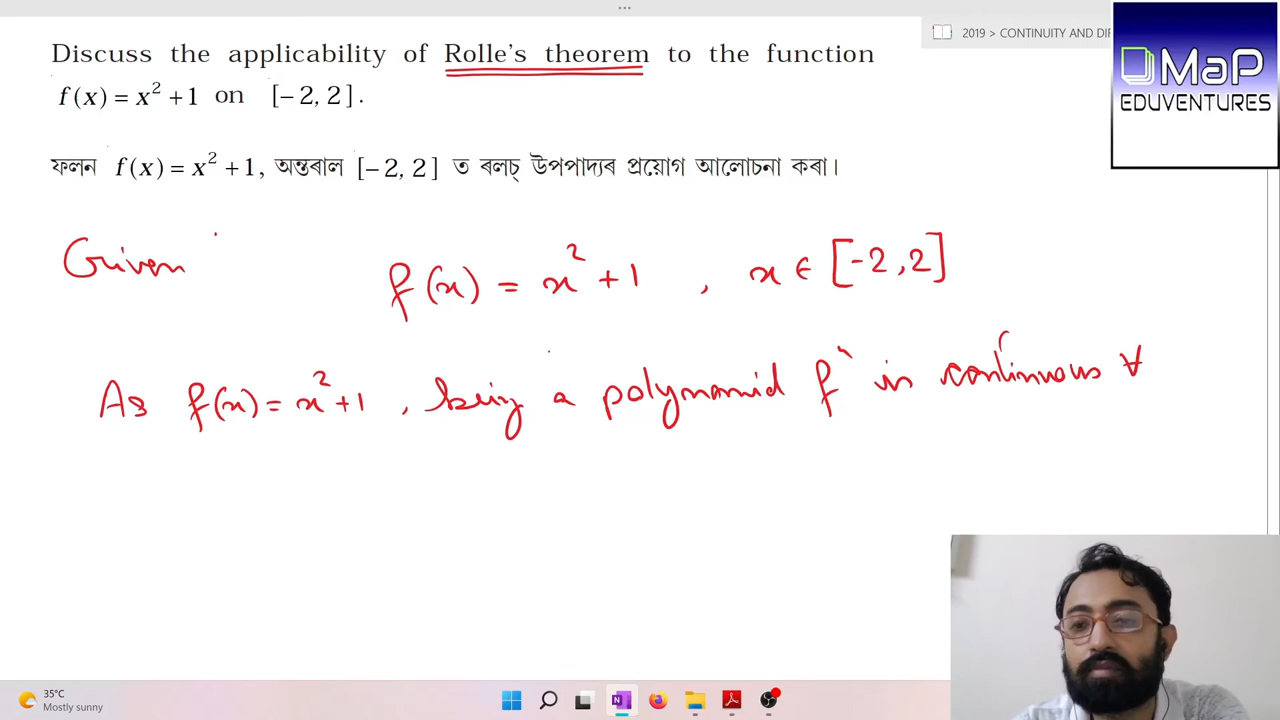 ...
2019 > CONTINUITY AND DIF
MaP
EDUVENTURES
Discuss the applicability of Rolle's theorem to the function
f(x) = x² + 1 on [– 2, 2].
ফলন f(x) = x² + 1, অন্তৰাল [– 2, 2] ত ৰলচ্ উপপাদ্যৰ প্ৰয়োগ আলোচনা কৰা।
Given f(x) = x² + 1 , x ∈ [-2, 2]
As f(x) = x² + 1 , being a polynomial fⁿ is continuous ∀
35°C
Mostly sunny